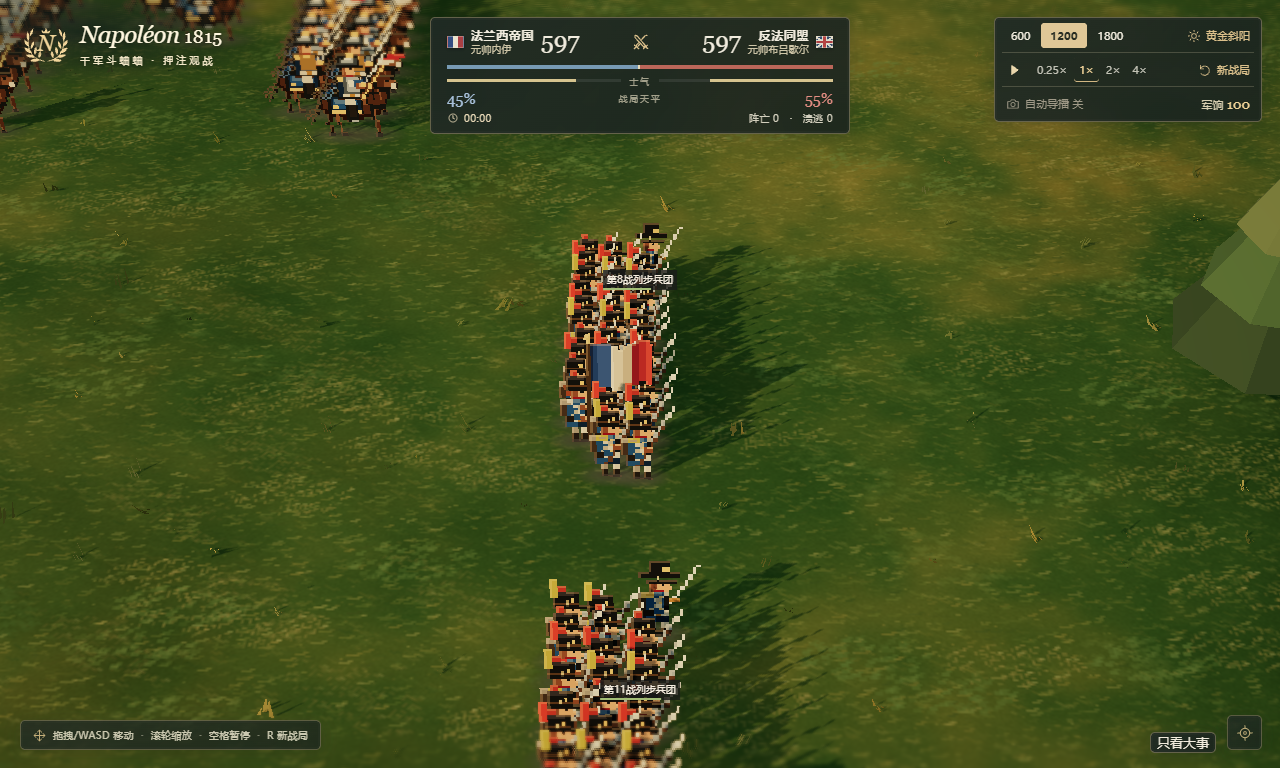 N
Napoléon 1815
千军斗蛐蛐 · 押注观战
法兰西帝国
元帅内伊
597
597
反法同盟
元帅布吕歇尔
士气
45%
战局天平
55%
00:00
阵亡 0 · 溃逃 0
600 1200 1800
黄金斜阳
0.25× 1× 2× 4×
新战局
自动导播 关
军饷 100
第8战列步兵团
第11战列步兵团
拖拽/WASD 移动 · 滚轮缩放 · 空格暂停 · R 新战局
只看大事